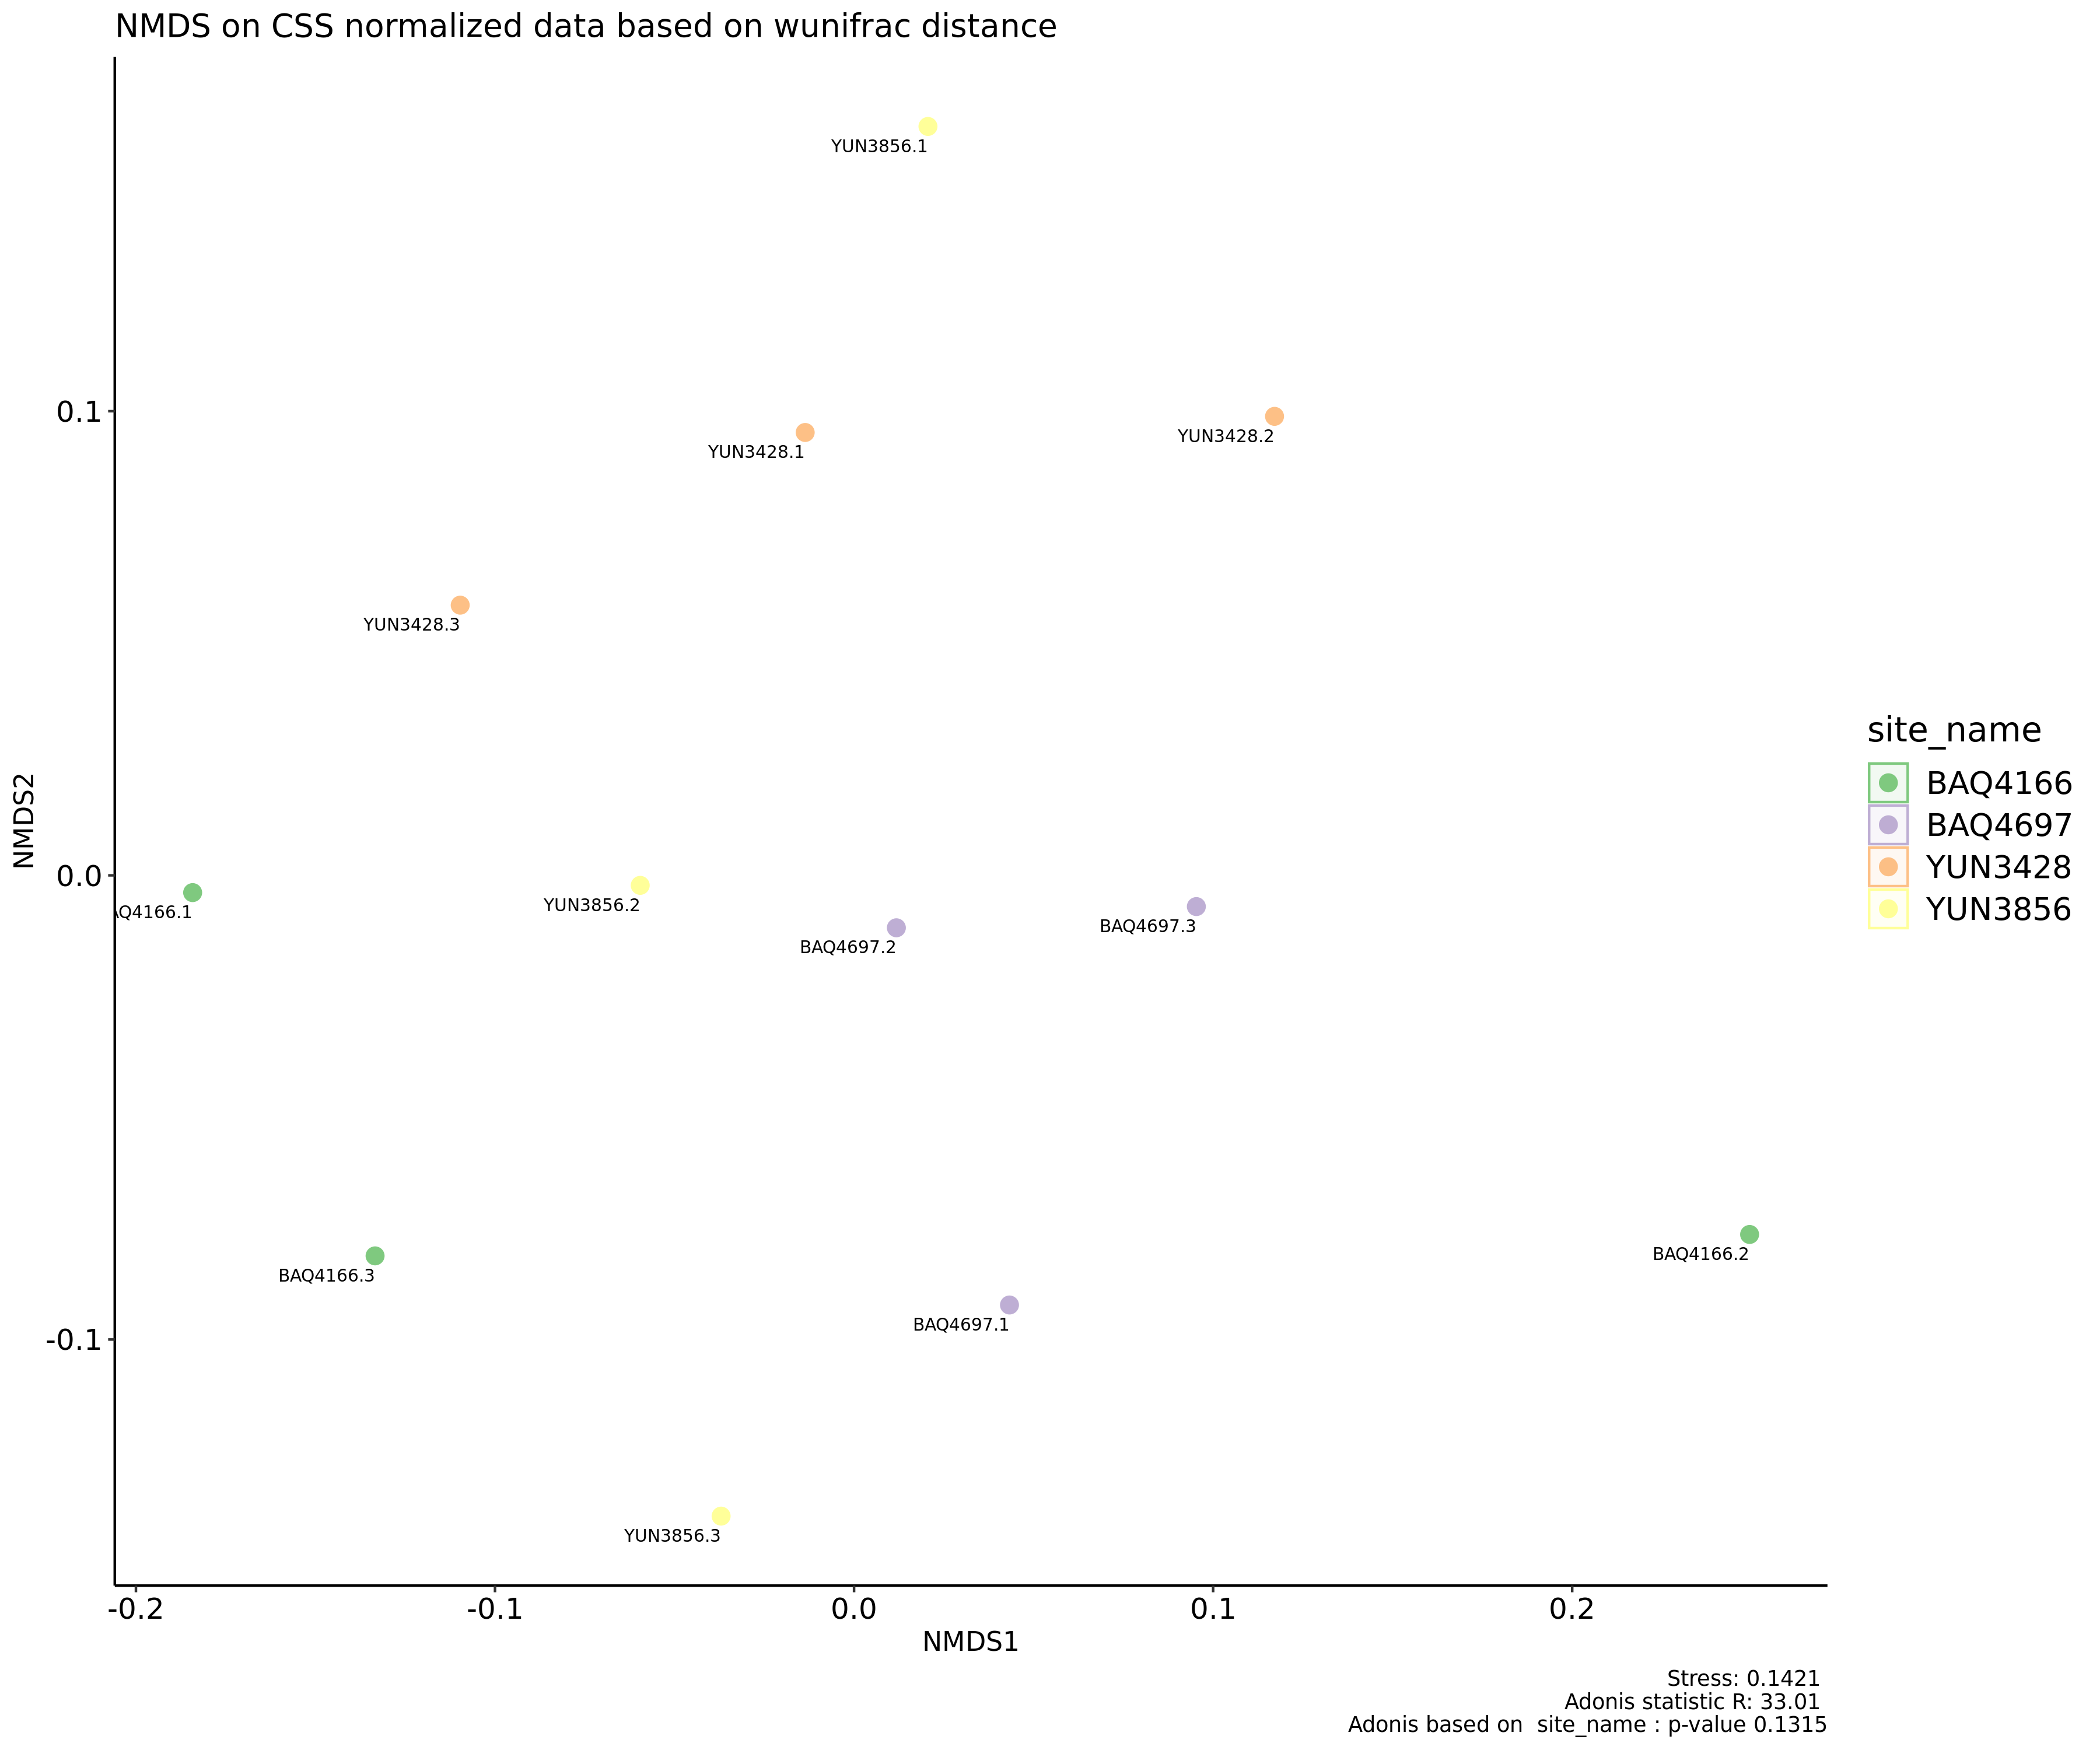 NMDS on CSS normalized data based on wunifrac distance
YUN3856.1
0.1
YUN3428.2
YUN3428.1
YUN3428.3
site_name
BAQ4166
BAQ4697
YUN3428
YUN3856
NMDS2
0.0
AQ4166.1
YUN3856.2
BAQ4697.3
BAQ4697.2
BAQ4166.2
BAQ4166.3
BAQ4697.1
-0.1
YUN3856.3
-0.2 -0.1 0.0 0.1 0.2
NMDS1
Stress: 0.1421
Adonis statistic R: 33.01
Adonis based on  site_name : p-value 0.1315